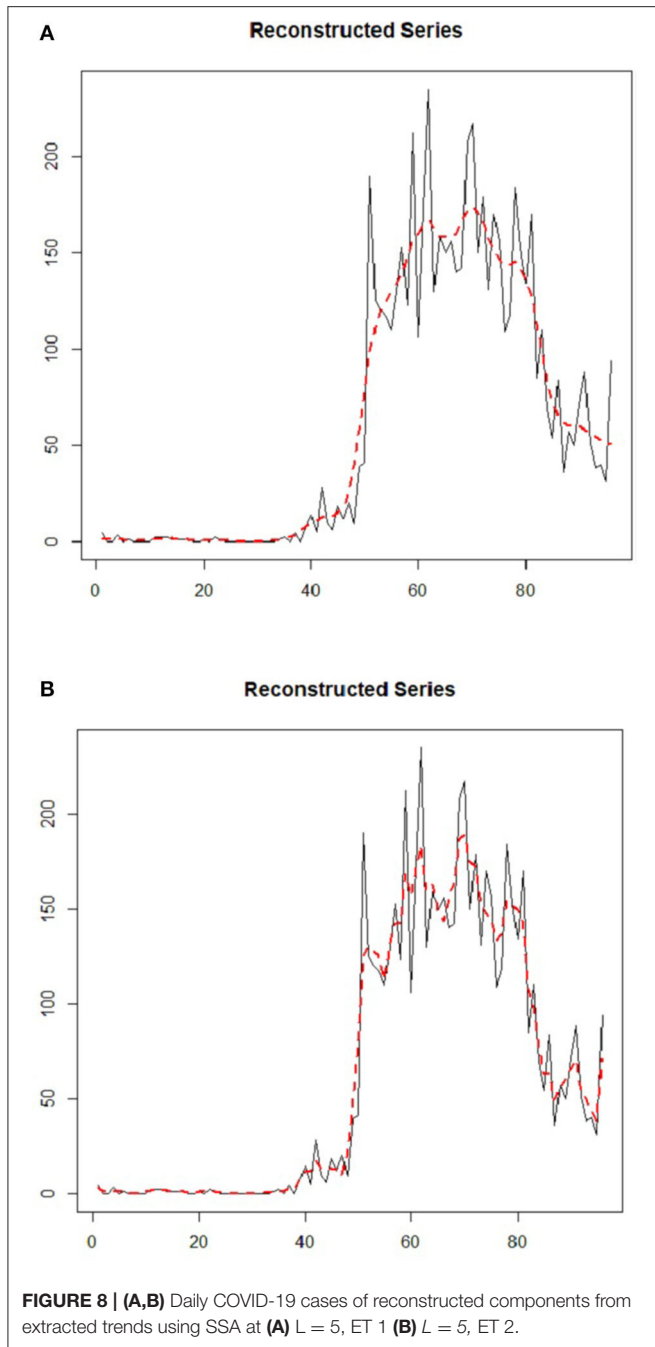 A
Reconstructed Series
200
150
100
50
0
0 20 40 60 80
B
Reconstructed Series
200
150
100
50
0
0 20 40 60 80
FIGURE 8 | (A,B) Daily COVID-19 cases of reconstructed components from
extracted trends using SSA at (A) L = 5, ET 1 (B) L = 5, ET 2.